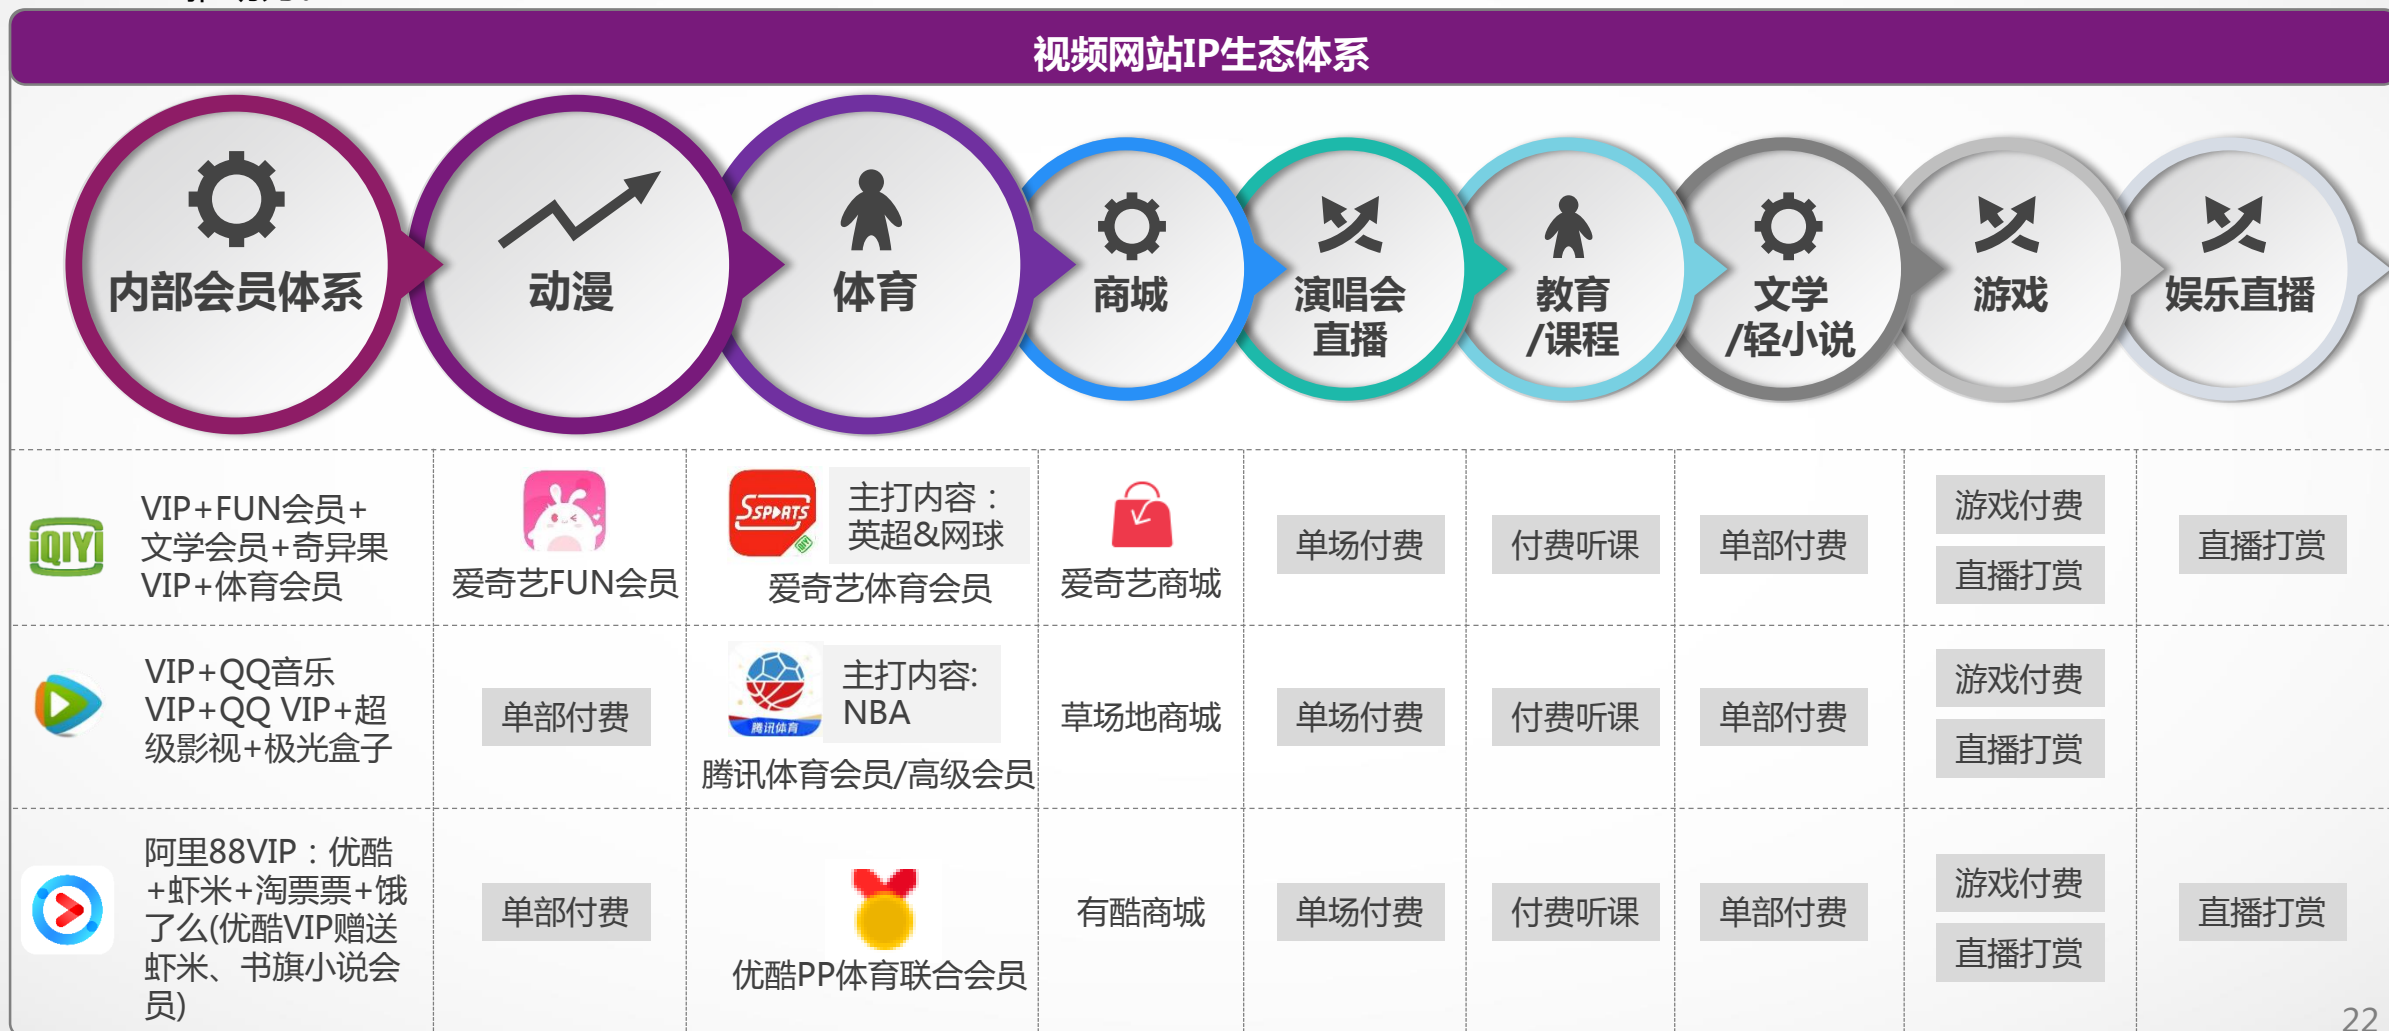 视频网站IP生态体系
内部会员体系
动漫
体育
商城
演唱会
直播
教育
/课程
文学
/轻小说
游戏
娱乐直播
iQIYI
VIP+FUN会员+
文学会员+奇异果
VIP+体育会员
爱奇艺FUN会员
SSPORTS
iQIYI
主打内容：
英超&网球
爱奇艺体育会员
爱奇艺商城
单场付费
付费听课
单部付费
游戏付费
直播打赏
直播打赏
VIP+QQ音乐
VIP+QQ VIP+超
级影视+极光盒子
单部付费
腾讯体育
主打内容:
NBA
腾讯体育会员/高级会员
草场地商城
单场付费
付费听课
单部付费
游戏付费
直播打赏
阿里88VIP：优酷
+虾米+淘票票+饿
了么(优酷VIP赠送
虾米、书旗小说会
员)
单部付费
优酷PP体育联合会员
有酷商城
单场付费
付费听课
单部付费
游戏付费
直播打赏
直播打赏
22